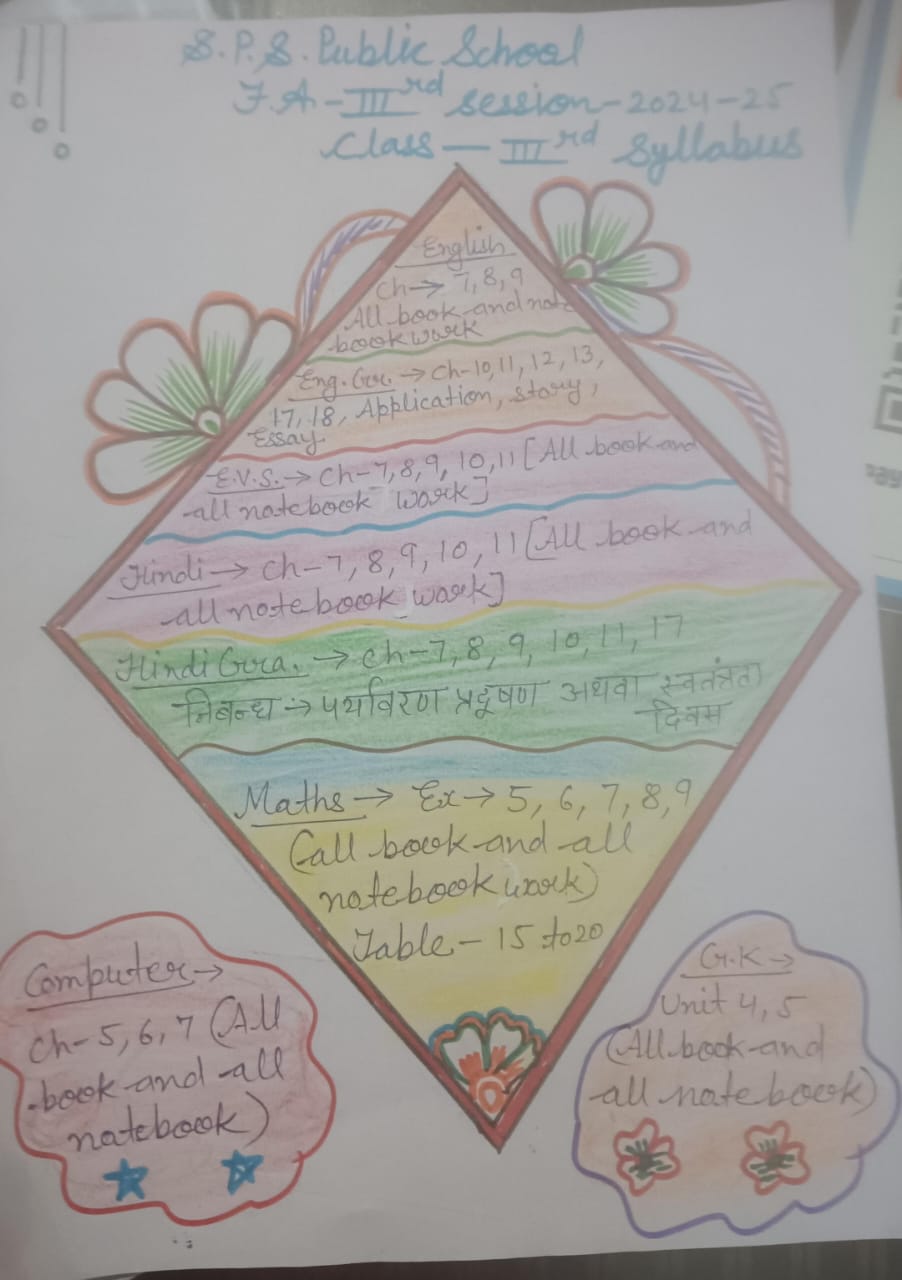 S.P.S. Public School
F.A-IIIrd session-2024-25
Class-IIIrd Syllabus
English
Ch→ 7,8,9
All book and note
book work
Eng. Gr. → Ch-10,11, 12, 13,
17,18, Application, story,
Essay
E.V.S.→ Ch-7,8,9, 10,11 [All book and
all notebook work]
Hindi → Ch-7,8,9,10,11 [All book and
all notebook work]
Hindi Gra. → Ch-7,8, 9, 10, 11, 17
निबन्ध → पर्यावरण प्रदूषण अथवा स्वतंत्रता
दिवस
Maths → Ex → 5, 6, 7, 8, 9
(all book and all
notebook work)
Table - 15 to 20
Computer →
Ch-5,6,7 (All
book and all
notebook)
G.K →
Unit 4,5
(All book and
all notebook)